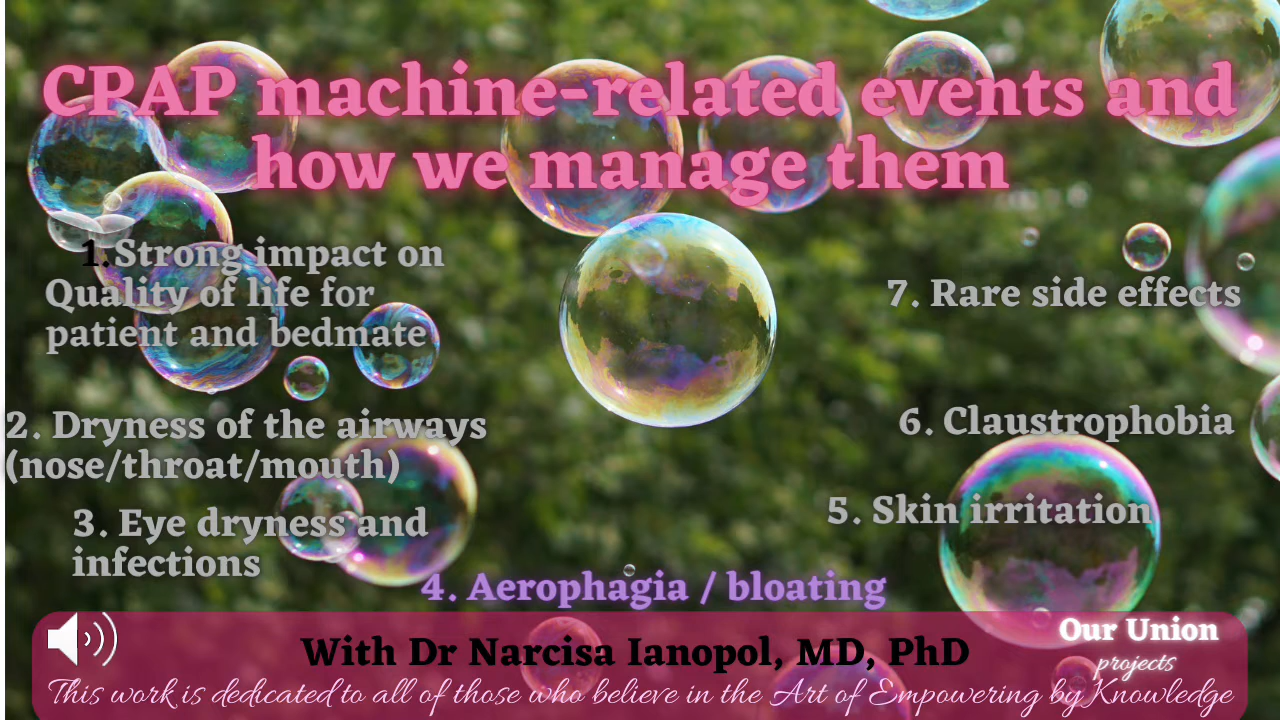 CPAP machine-related events and
how we manage them
1. Strong impact on
Quality of life for
patient and bedmate
2. Dryness of the airways
(nose/throat/mouth)
3. Eye dryness and
infections
4. Aerophagia / bloating
5. Skin irritation
6. Claustrophobia
7. Rare side effects
With Dr Narcisa Ianopol, MD, PhD
Our Union
projects
This work is dedicated to all of those who believe in the Art of Empowering by Knowledge